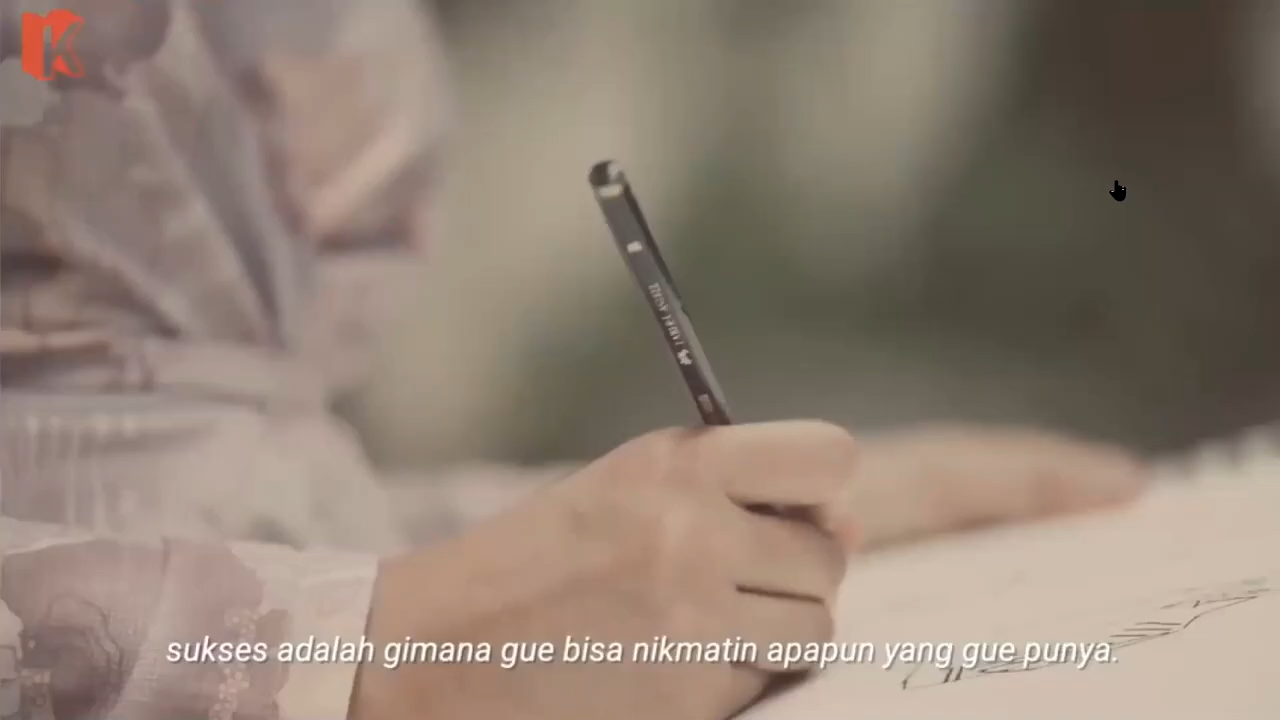 K
sukses adalah gimana gue bisa nikmatin apapun yang gue punya.